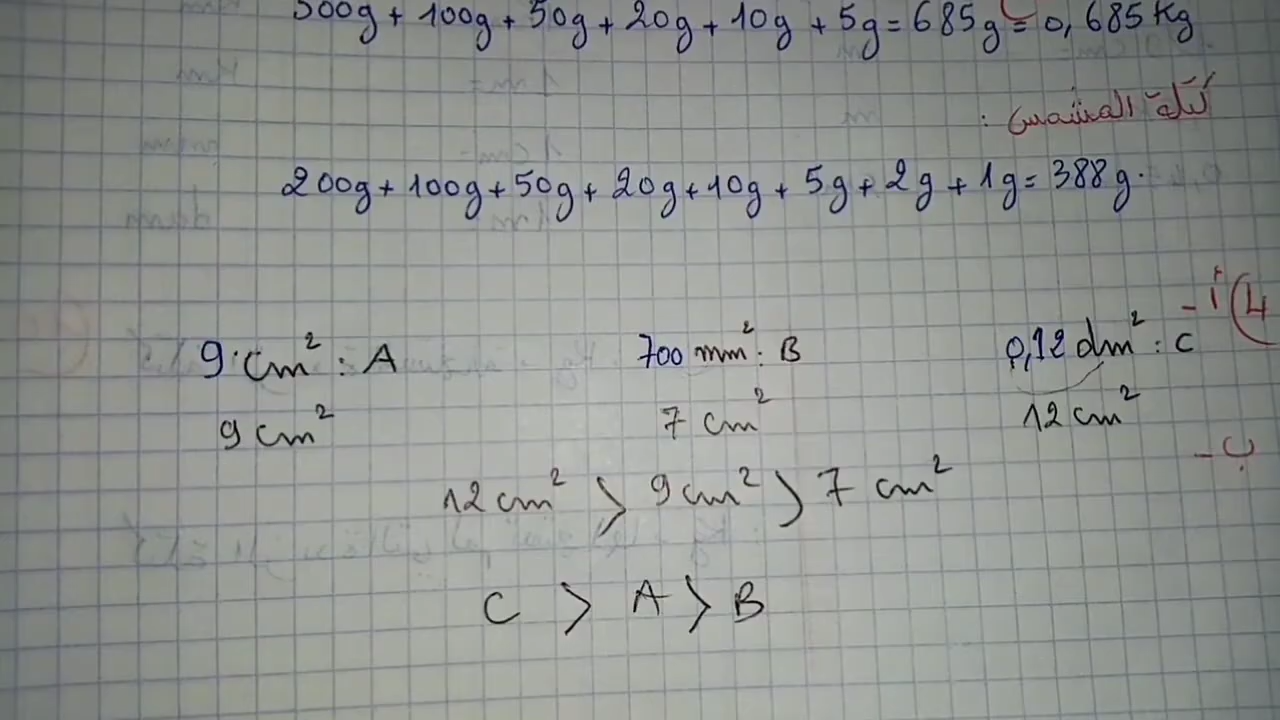 500g + 100g + 50g + 20g + 10g + 5g = 685g = 0,685 Kg
كتلة المشمش :
200g + 100g + 50g + 20g + 10g + 5g + 2g + 1g = 388g.
4) أ -
0,12 dm² : C 700 mm² : B 9 cm² : A
12 cm² 7 cm² 9 cm²
ب -
12 cm² > 9 cm² > 7 cm²
C > A > B